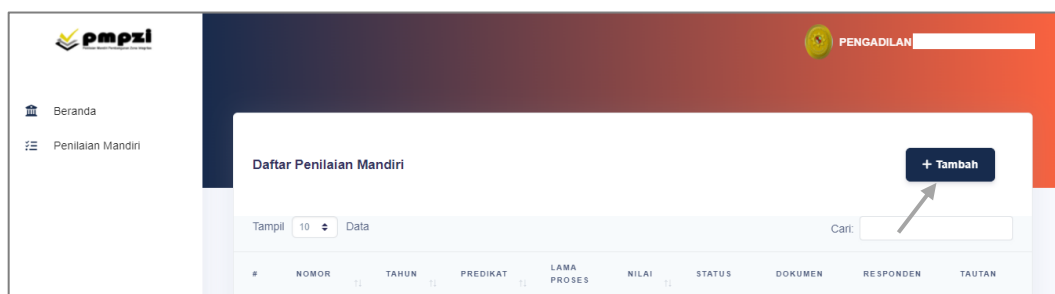 pmpzi
PENGADILAN
Beranda
Penilaian Mandiri
Daftar Penilaian Mandiri
+ Tambah
Tampil 10 Data
Cari:
# NOMOR TAHUN PREDIKAT LAMA PROSES NILAI STATUS DOKUMEN RESPONDEN TAUTAN